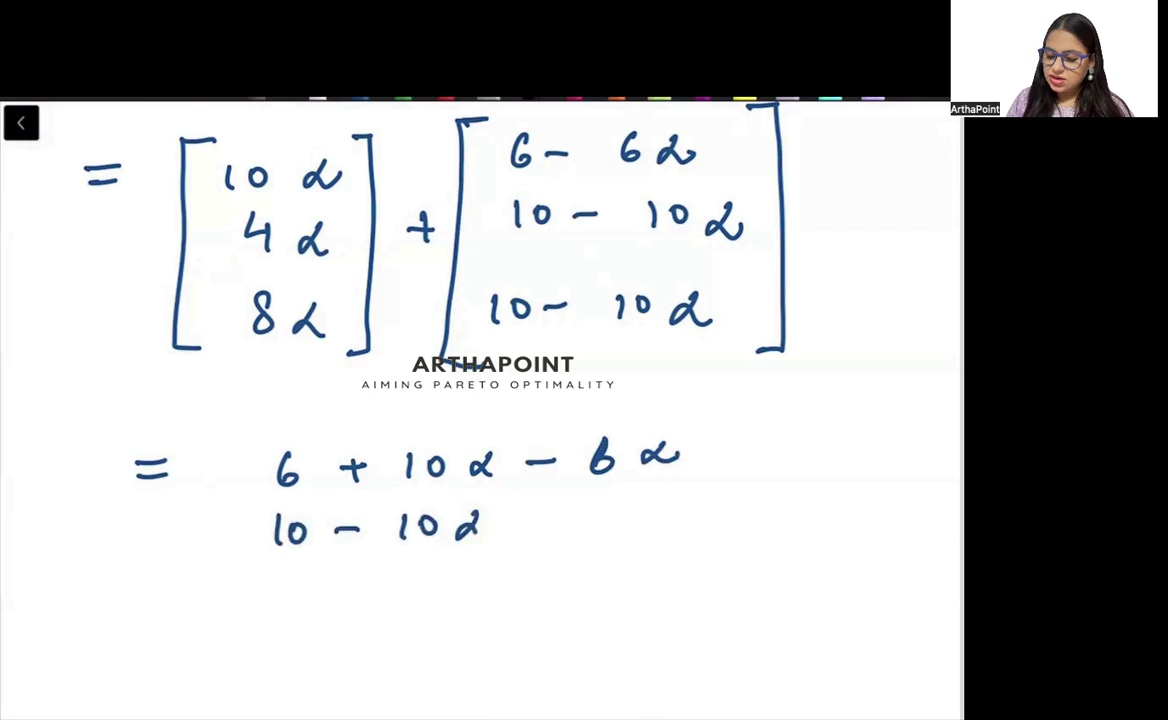 ArthaPoint
= [ 10 α + [ 6 - 6 α
4 α 10 - 10 α
8 α ] 10 - 10 α ]
ARTHAPOINT
AIMING PARETO OPTIMALITY
= 6 + 10 α - 6 α
10 - 10 α